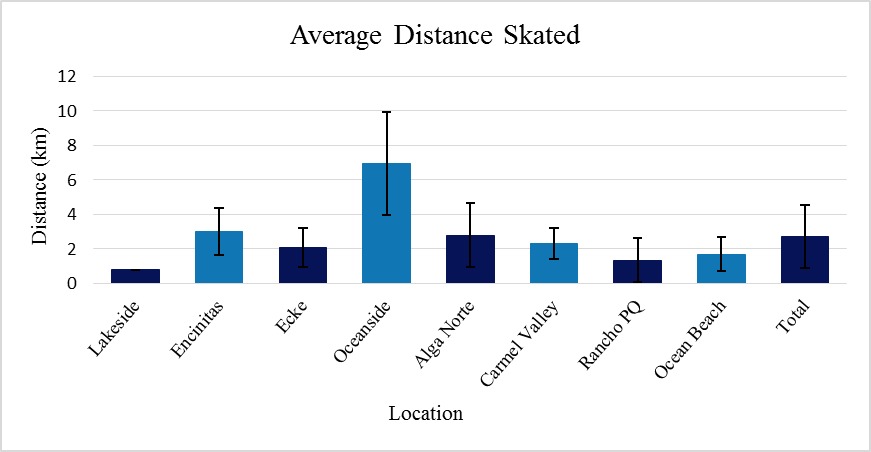 Average Distance Skated
Distance (km)
12
10
8
6
4
2
0
Lakeside
Encinitas
Ecke
Oceanside
Alga Norte
Carmel Valley
Rancho PQ
Ocean Beach
Total
Location